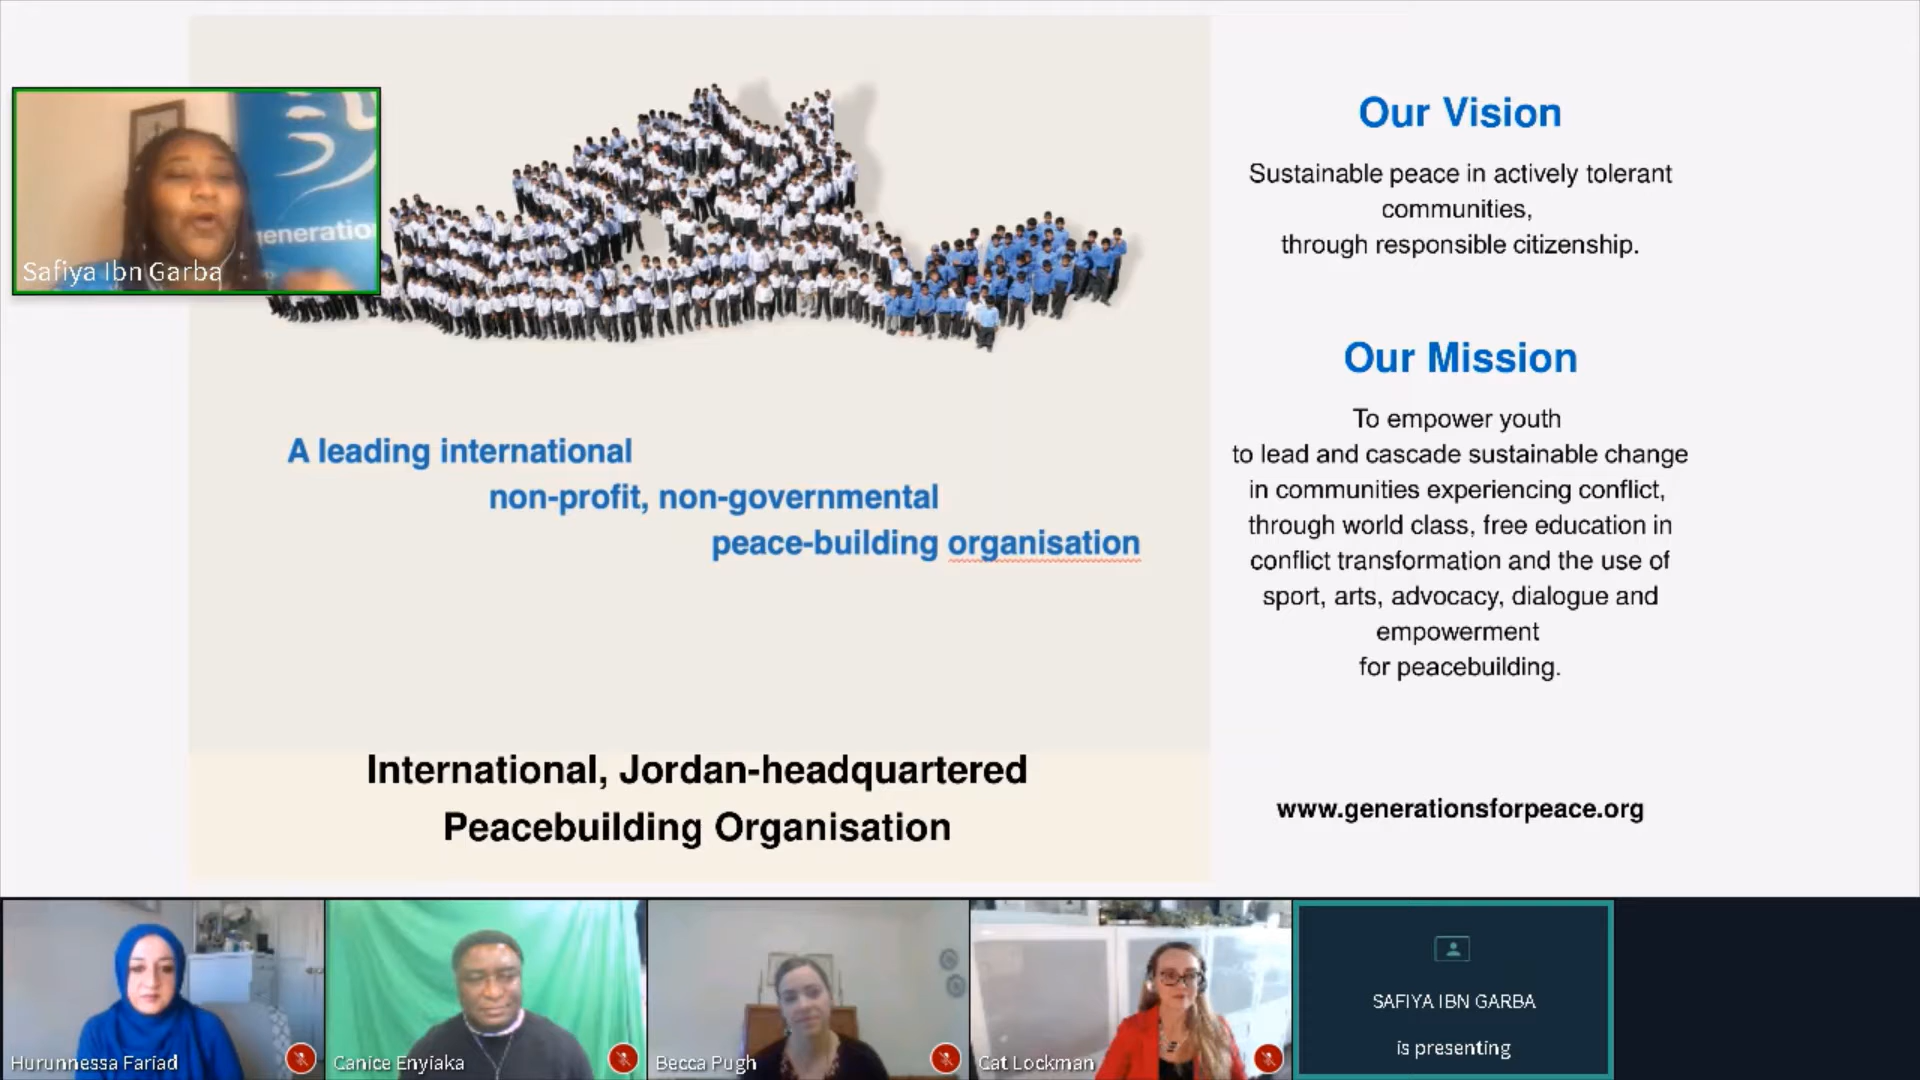 generatio
Safiya Ibn Garba
A leading international
non-profit, non-governmental
peace-building organisation
International, Jordan-headquartered
Peacebuilding Organisation
Our Vision
Sustainable peace in actively tolerant
communities,
through responsible citizenship.
Our Mission
To empower youth
to lead and cascade sustainable change
in communities experiencing conflict,
through world class, free education in
conflict transformation and the use of
sport, arts, advocacy, dialogue and
empowerment
for peacebuilding.
www.generationsforpeace.org
Hurunnessa Fariad
Canice Enyiaka
Becca Pugh
Cat Lockman
SAFIYA IBN GARBA
is presenting